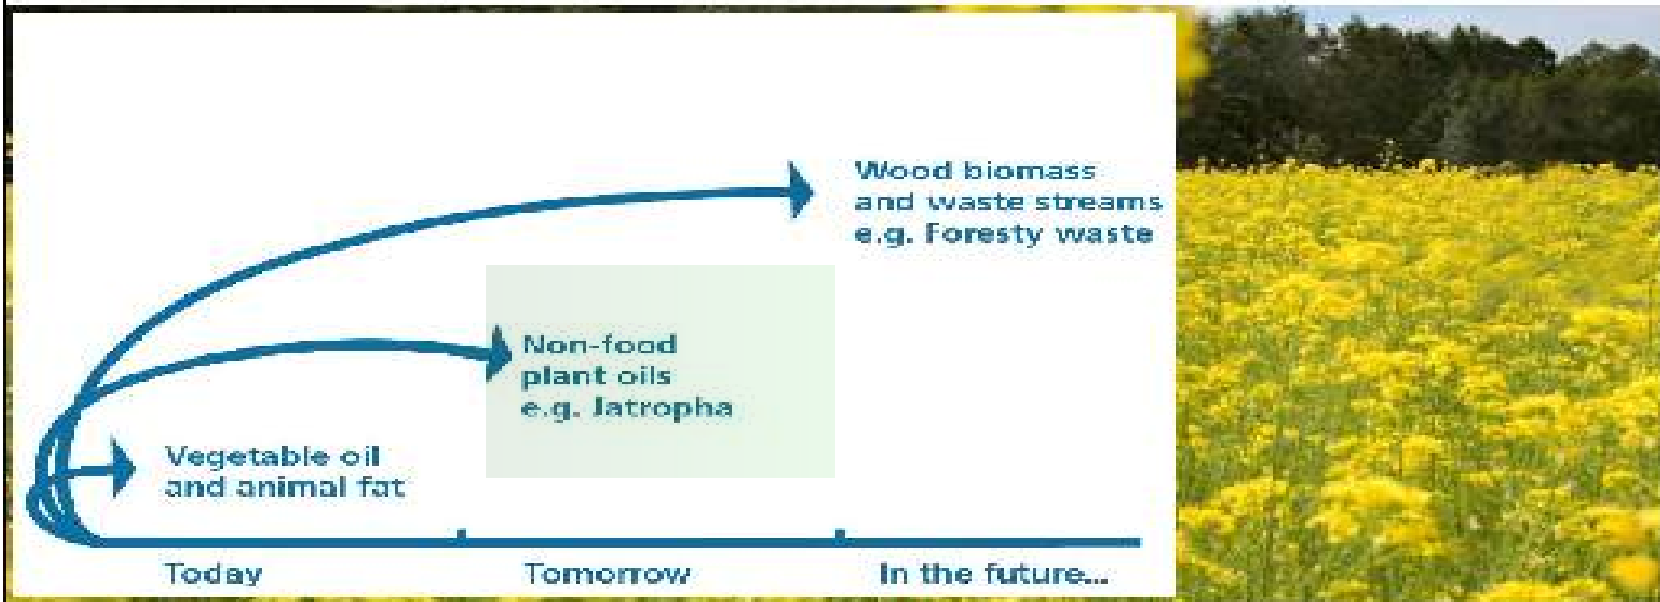 Wood biomass
and waste streams
e.g. Foresty waste
Non-food
plant oils
e.g. Jatropha
Vegetable oil
and animal fat
Today
Tomorrow
In the future...